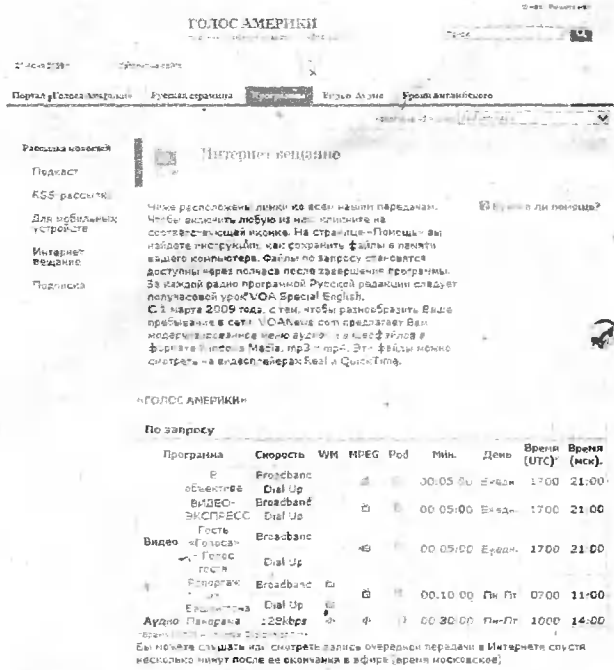 ГОЛОС АМЕРИКИ
Портал «Голоса Америки» Русская страница Программы Видео Аудио Уроки английского
Рассылка новостей
Интернет вещание
Подкаст
RSS рассылка
Для мобильных устройств
Интернет вещание
Подписка
Ниже расположены линки ко всем нашим передачам.
Чтобы включить любую из них, кликните на
соответствующей иконке. На странице «Помощь» вы
найдете инструкции, как сохранить файлы в памяти
вашего компьютера. Файлы по запросу становятся
доступны через полчаса после завершения программы.
За каждой радио программой Русской редакции следует
получасовой урок VOA Special English.
С 1 марта 2009 года, с тем, чтобы разнообразить Ваше
пребывание в сети, VOANews.com предлагает Вам
модернизированное меню аудио и видеофайлов в
формате Windows Media, mp3 и mp4. Эти файлы можно
смотреть на видеоплейерах Real и QuickTime.
ли помощь?
«ГОЛОС АМЕРИКИ»
По запросу
Программа Скорость WM MPEG Pod Мин. День Время (UTC) Время (мск).
Видео
В объективе Broadband Dial Up 00:05:00 Ежедн. 1700 21:00
ВИДЕО-ЭКСПРЕСС Broadband Dial Up 00:05:00 Ежедн. 1700 21:00
Гость «Голоса» - Голос гостя Broadband Dial Up 00:05:00 Ежедн. 1700 21:00
Репортаж Вашингтона Broadband Dial Up 00:10:00 Пн-Пт 0700 11:00
Аудио Панорама 128kbps 00:30:00 Пн-Пт 1000 14:00
Вы можете слушать или смотреть запись очередной передачи в Интернете спустя
несколько минут после ее окончания в эфире (время московское)